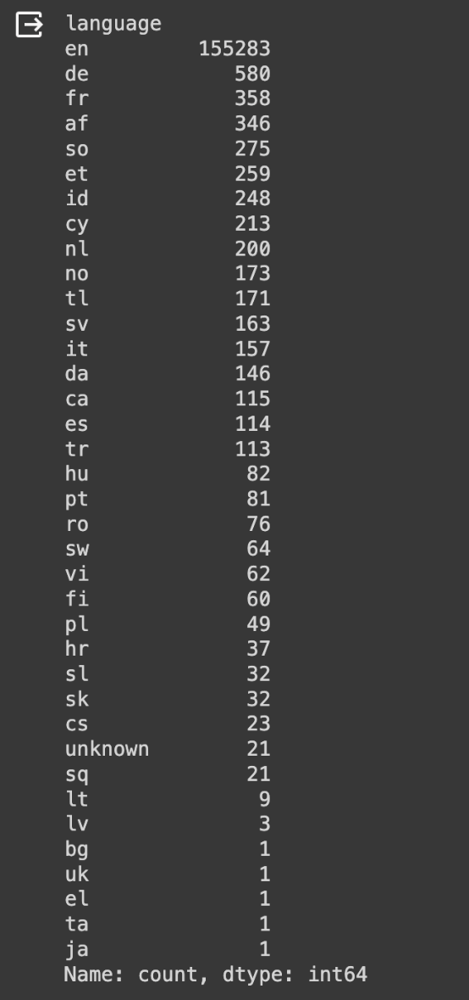 language
en 155283
de 580
fr 358
af 346
so 275
et 259
id 248
cy 213
nl 200
no 173
tl 171
sv 163
it 157
da 146
ca 115
es 114
tr 113
hu 82
pt 81
ro 76
sw 64
vi 62
fi 60
pl 49
hr 37
sl 32
sk 32
cs 23
unknown 21
sq 21
lt 9
lv 3
bg 1
uk 1
el 1
ta 1
ja 1
Name: count, dtype: int64